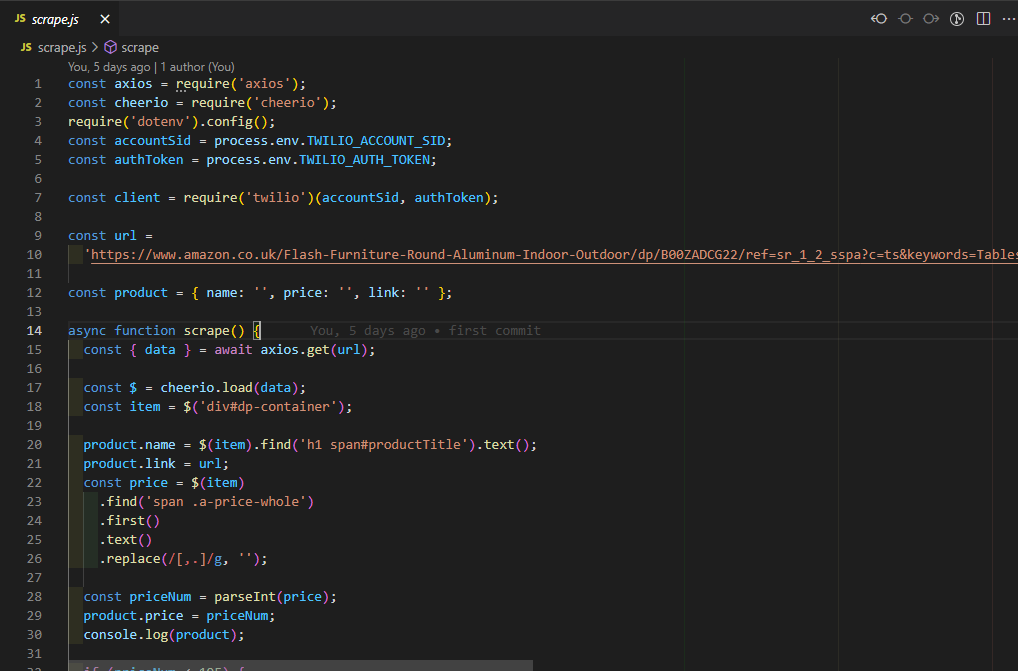 JS scrape.js ×
JS scrape.js > scrape
You, 5 days ago | 1 author (You)
1 const axios = require('axios');
2 const cheerio = require('cheerio');
3 require('dotenv').config();
4 const accountSid = process.env.TWILIO_ACCOUNT_SID;
5 const authToken = process.env.TWILIO_AUTH_TOKEN;
6
7 const client = require('twilio')(accountSid, authToken);
8
9 const url =
10 'https://www.amazon.co.uk/Flash-Furniture-Round-Aluminum-Indoor-Outdoor/dp/B00ZADCG22/ref=sr_1_2_sspa?c=ts&keywords=Tables
11
12 const product = { name: '', price: '', link: '' };
13
14 async function scrape() { You, 5 days ago • first commit
15 const { data } = await axios.get(url);
16
17 const $ = cheerio.load(data);
18 const item = $('div#dp-container');
19
20 product.name = $(item).find('h1 span#productTitle').text();
21 product.link = url;
22 const price = $(item)
23 .find('span .a-price-whole')
24 .first()
25 .text()
26 .replace(/[,.]/g, '');
27
28 const priceNum = parseInt(price);
29 product.price = priceNum;
30 console.log(product);
31
32 if (priceNum &lt;